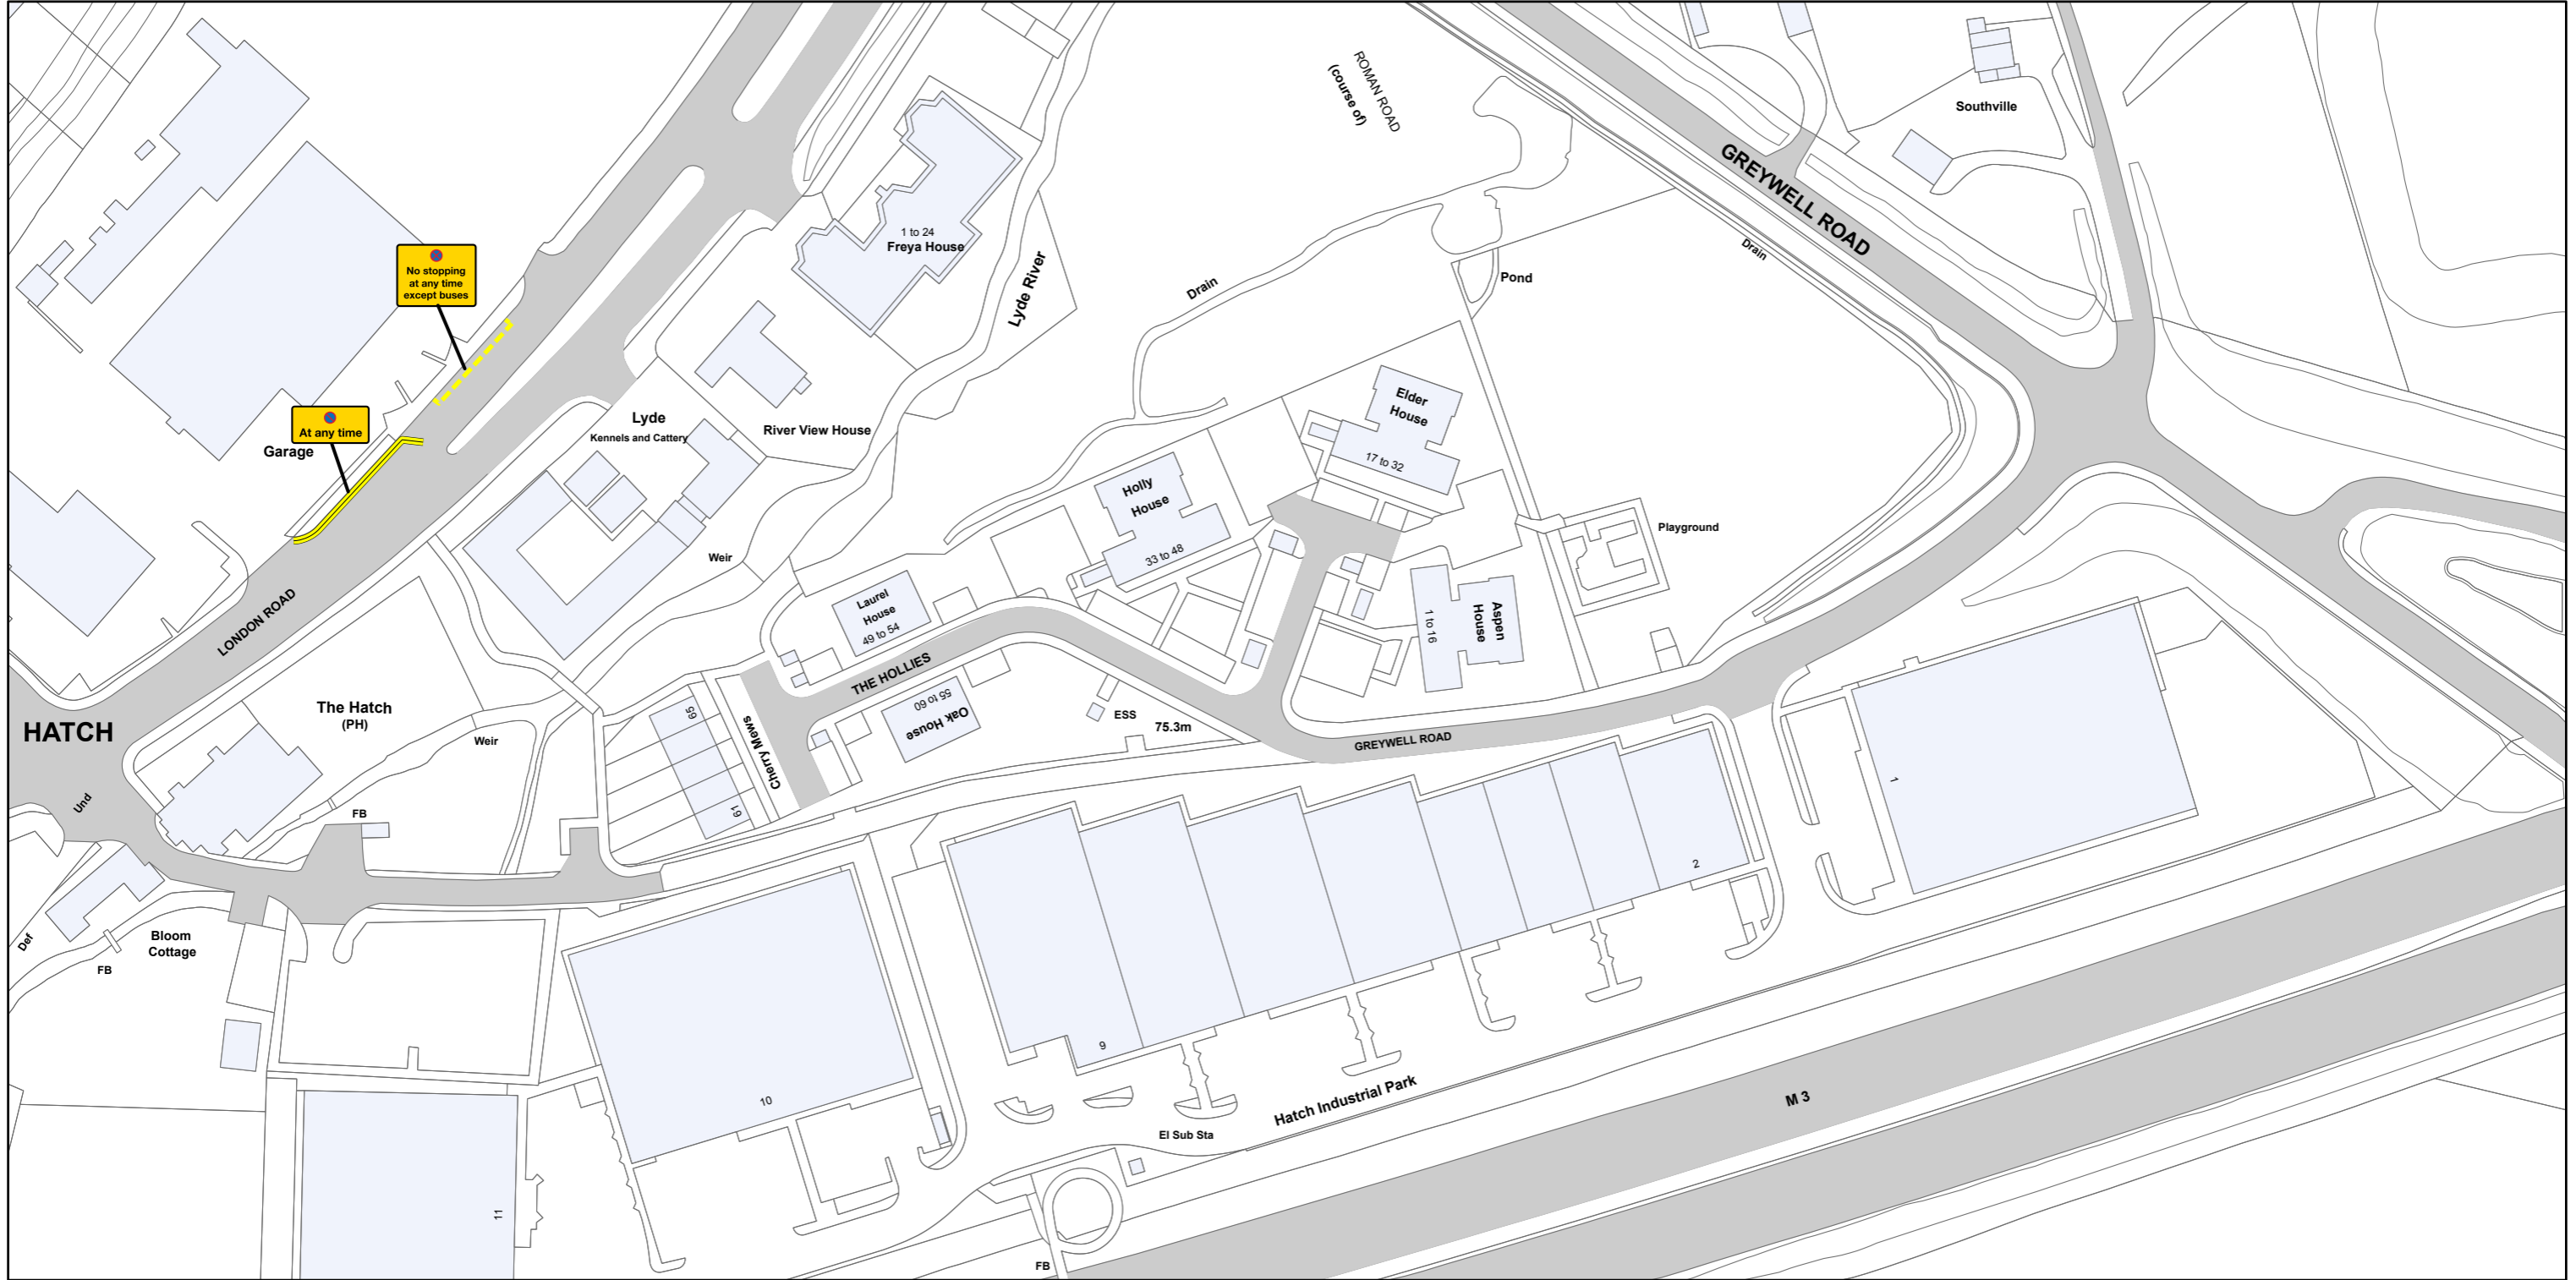 ROMAN ROAD
(course of)
Southville
GREYWELL ROAD
Drain
1 to 24
Freya House
No stopping
at any time
except buses
Lyde River
Drain
Pond
At any time
Garage
Lyde
Kennels and Cattery
River View House
Elder
House
17 to 32
Holly
House
33 to 48
Playground
Weir
Laurel
House
49 to 54
Aspen
House
1 to 16
LONDON ROAD
THE HOLLIES
The Hatch
(PH)
HATCH
Weir
65
61
Cherry Mews
55 to 60
Oak House
ESS
75.3m
GREYWELL ROAD
1
Und
FB
2
Def
Bloom
Cottage
FB
9
10
Hatch Industrial Park
M 3
El Sub Sta
11
FB